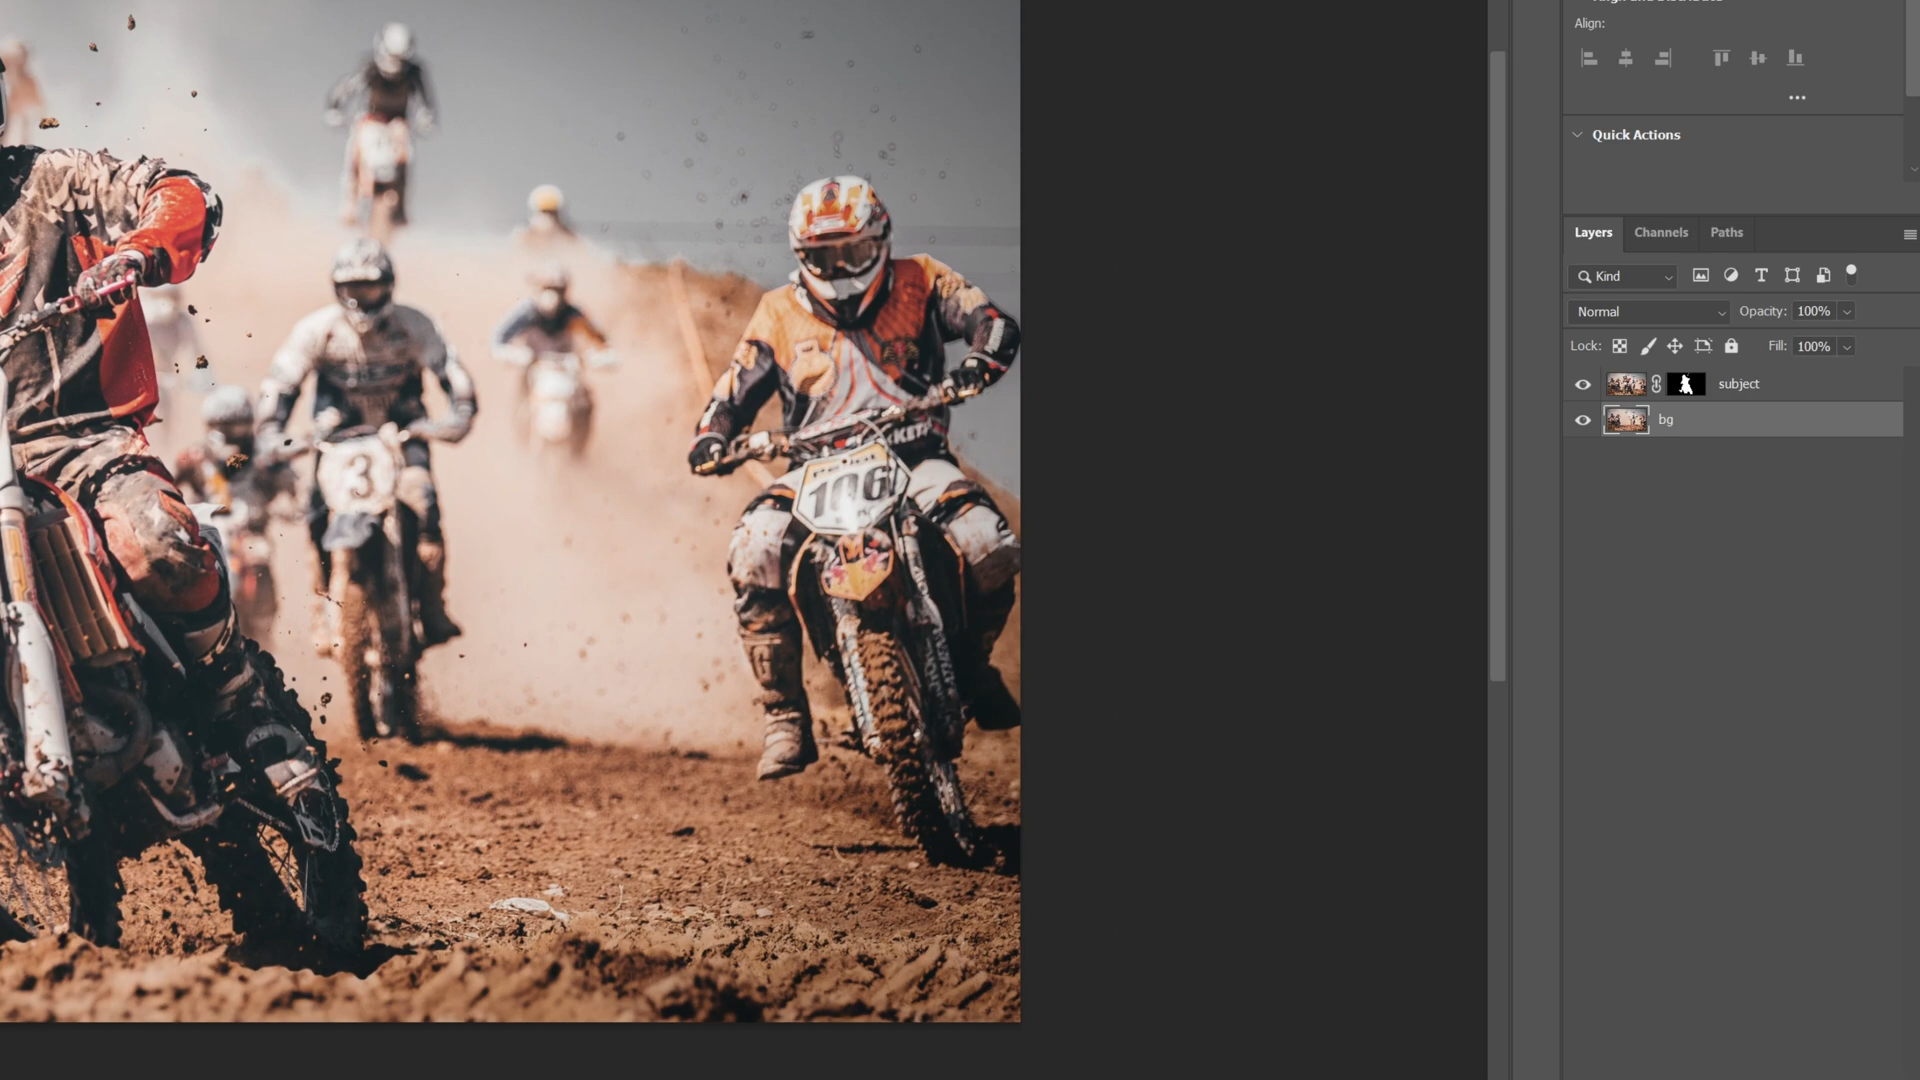 Align:
Quick Actions
Layers
Channels
Paths
Kind
Normal
Opacity:
100%
Lock:
Fill:
100%
subject
bg
3
106